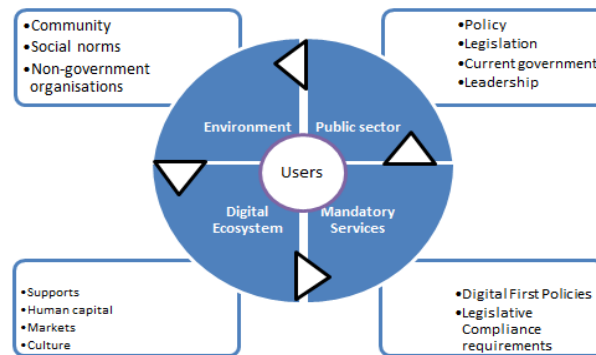 •Community
•Social norms
•Non-government
organisations
•Policy
•Legislation
•Current government
•Leadership
Environment
Public sector
Users
Digital
Ecosystem
Mandatory
Services
•Supports
•Human capital
•Markets
•Culture
•Digital First Policies
•Legislative
Compliance
requirements